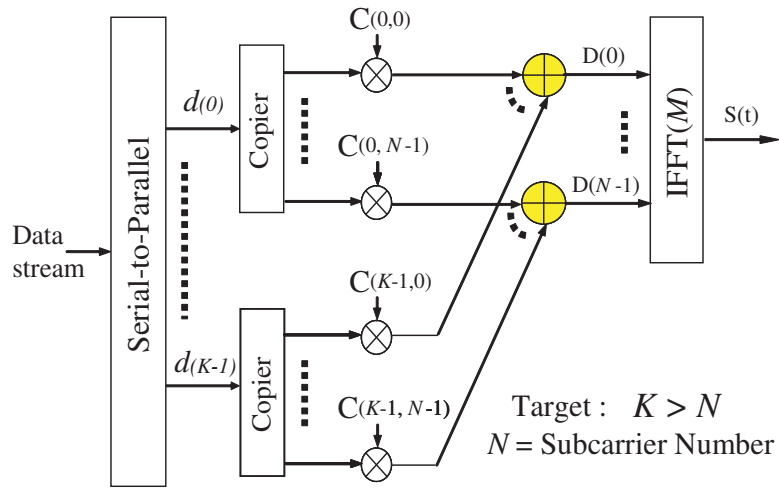 Data
stream
Serial-to-Parallel
d(0)
d(K-1)
Copier
Copier
C(0,0)
C(0, N-1)
C(K-1,0)
C(K-1, N-1)
D(0)
D(N-1)
IFFT(M)
S(t)
Target : K > N
N = Subcarrier Number